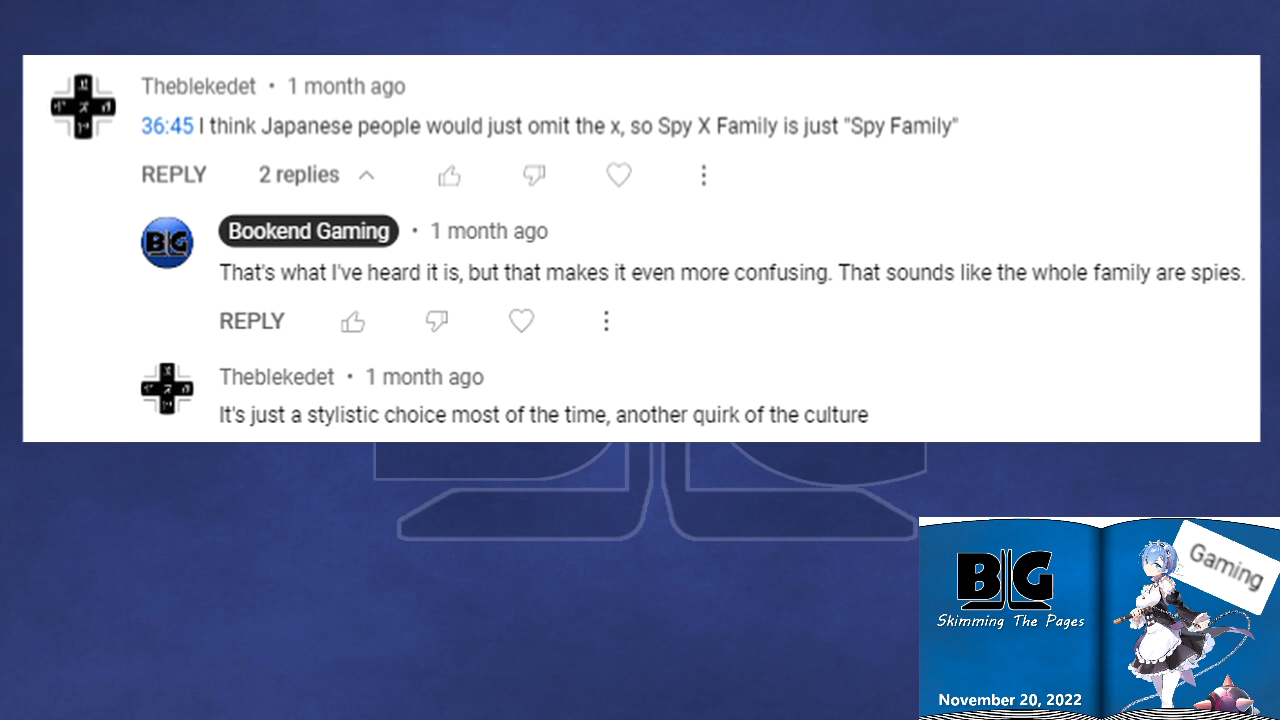 Theblekedet • 1 month ago
36:45 I think Japanese people would just omit the x, so Spy X Family is just "Spy Family"
REPLY 2 replies
BG
Bookend Gaming • 1 month ago
That's what I've heard it is, but that makes it even more confusing. That sounds like the whole family are spies.
REPLY
Theblekedet • 1 month ago
It's just a stylistic choice most of the time, another quirk of the culture
BG
Skimming The Pages
Gaming
November 20, 2022